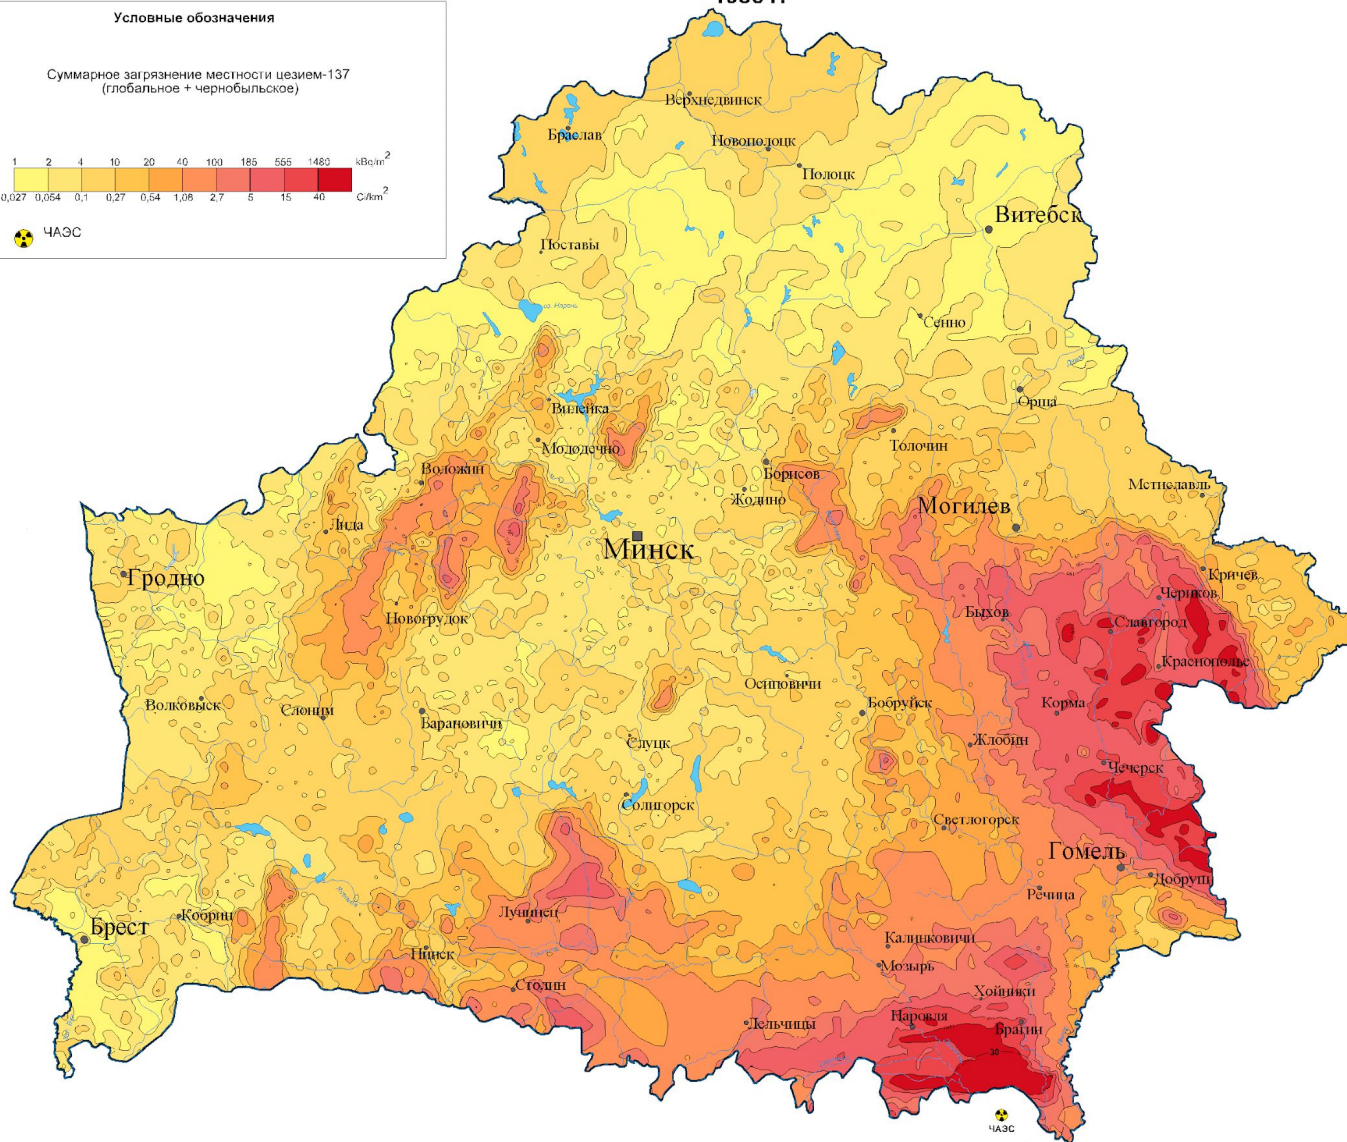 Условные обозначения
Суммарное загрязнение местности цезием-137
(глобальное + чернобыльское)
1 2 4 10 20 40 100 185 555 1480 kBq/m2
0,027 0,054 0,1 0,27 0,54 1,08 2,7 5 15 40 Ci/km2
ЧАЭС
Верхнедвинск
Браслав
Новополоцк
Полоцк
Витебск
Поставы
оз. Нарочь
Сенно
Орша
Вилейка
Толочин
Молодечно
Воложин
Борисов
Жодино
Мстиславль
Могилев
Лида
Минск
Гродно
Кричев
Чериков
Новогрудок
Быхов
Славгород
Краснополье
Осиповичи
Волковыск
Слоним
Барановичи
Бобруйск
Корма
Слуцк
Жлобин
Чечерск
Солигорск
Светлогорск
Гомель
Добруш
Речица
Лунинец
Кобрин
Брест
Калинковичи
Пинск
Мозырь
Столин
Хойники
Наровля
Лельчицы
Брагин
30
ЧАЭС